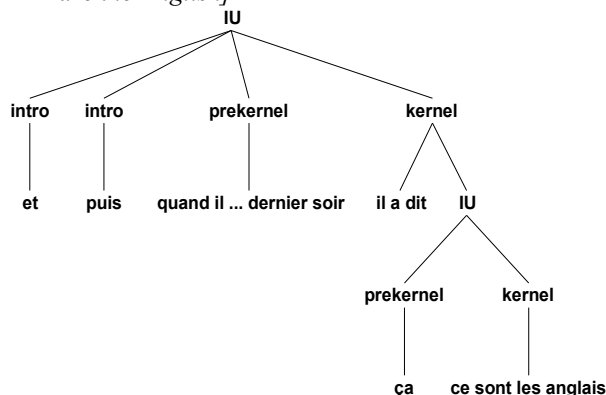 IU
intro intro prekernel kernel
et puis quand il ... dernier soir il a dit IU
prekernel kernel
ça ce sont les anglais